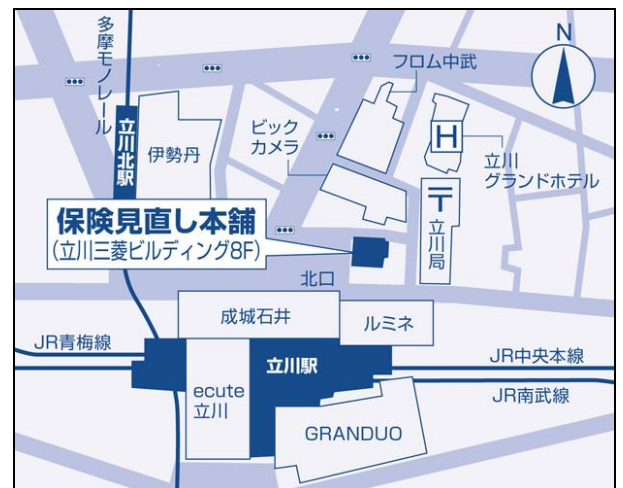 多摩モノレール
立川北駅
伊勢丹
ビック
カメラ
フロム中武
N
H
立川
グランドホテル
〒
立川局
保険見直し本舗
(立川三菱ビルディング8F)
北口
成城石井
ルミネ
JR青梅線
立川駅
ecute
立川
JR中央本線
JR南武線
GRANDUO